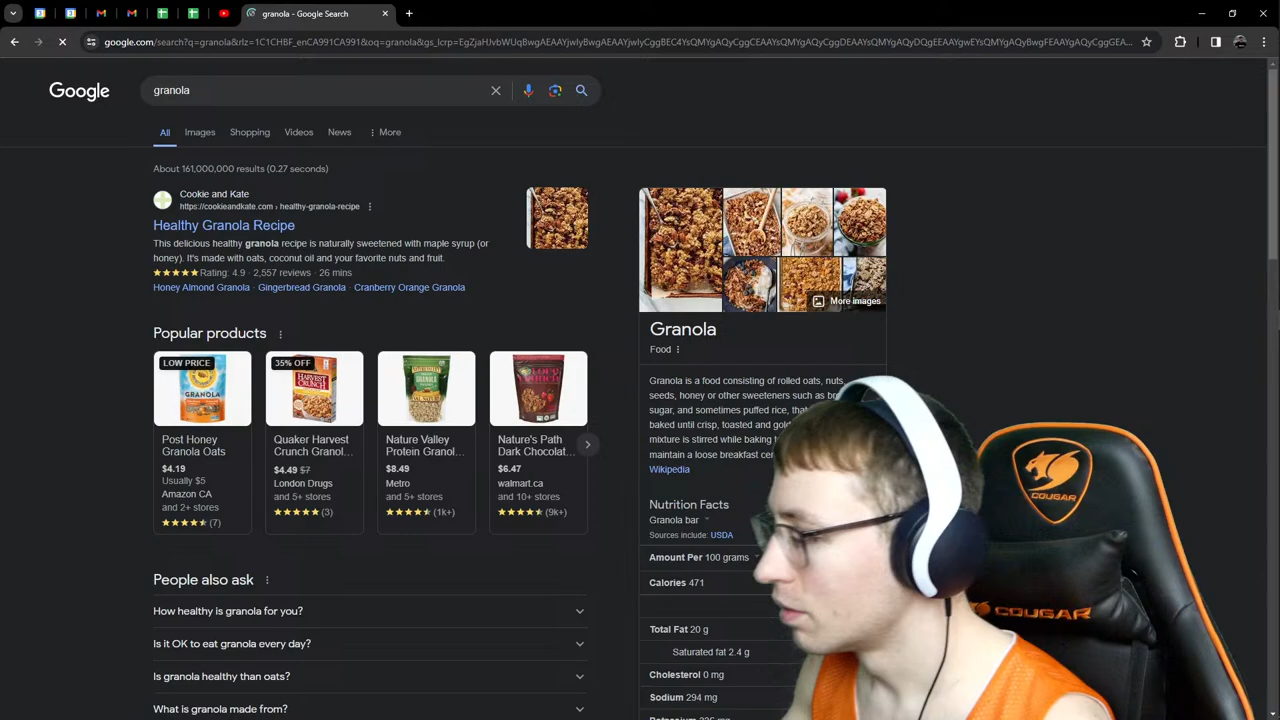 granola - Google Search
google.com/search?q=granola&rlz=1C1CHBF_enCA991CA991&oq=granola&gs_lcrp=
Google
granola
All Images Shopping Videos News More
About 161,000,000 results (0.27 seconds)
Cookie and Kate
https://cookieandkate.com › healthy-granola-recipe
Healthy Granola Recipe
This delicious healthy granola recipe is naturally sweetened with maple syrup (or
honey). It's made with oats, coconut oil and your favorite nuts and fruit.
Rating: 4.9 · 2,557 reviews · 26 mins
Honey Almond Granola · Gingerbread Granola · Cranberry Orange Granola
Popular products
LOW PRICE
GRANOLA
Post Honey
Granola Oats
$4.19
Usually $5
Amazon CA
and 2+ stores
(7)
35% OFF
HARVEST
CRUNCH
Quaker Harvest
Crunch Granol...
$4.49 $7
London Drugs
and 5+ stores
(3)
GRANOLA
Nature Valley
Protein Granol...
$8.49
Metro
and 5+ stores
(1k+)
Nature's Path
Dark Chocolat...
$6.47
walmart.ca
and 10+ stores
(9k+)
People also ask
How healthy is granola for you?
Is it OK to eat granola every day?
Is granola healthy than oats?
What is granola made from?
More images
Granola
Food
Granola is a food consisting of rolled oats, nuts,
seeds, honey or other sweeteners such as
sugar, and sometimes puffed rice,
baked until crisp, toasted and
mixture is stirred while baking
maintain a loose breakfast
Wikipedia
Nutrition Facts
Granola bar
Sources include: USDA
Amount Per 100 grams
Calories 471
Total Fat 20 g
Saturated fat 2.4 g
Cholesterol 0 mg
Sodium 294 mg
COUGAR
COUGAR